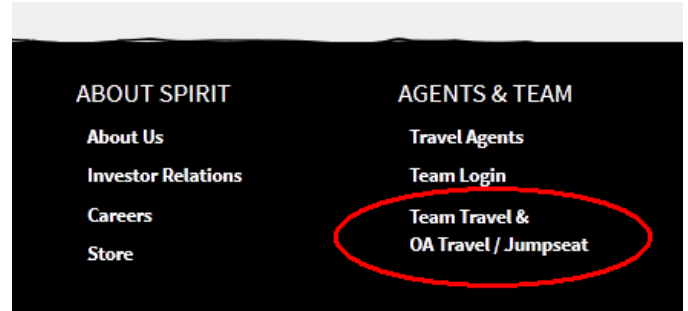 ABOUT SPIRIT
About Us
Investor Relations
Careers
Store
AGENTS & TEAM
Travel Agents
Team Login
Team Travel &
OA Travel / Jumpseat